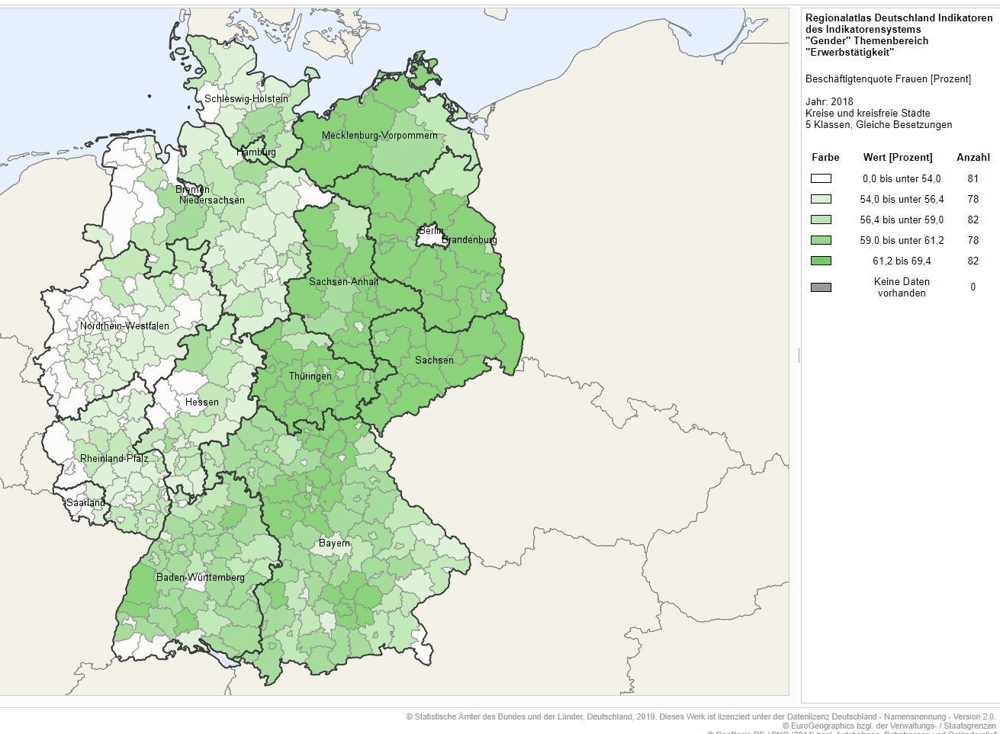 Schleswig-Holstein
Mecklenburg-Vorpommern
Hamburg
Bremen
Niedersachsen
Berlin
Brandenburg
Sachsen-Anhalt
Nordrhein-Westfalen
Sachsen
Thüringen
Hessen
Rheinland-Pfalz
Saarland
Bayern
Baden-Württemberg
Regionalatlas Deutschland Indikatoren
des Indikatorensystems
"Gender" Themenbereich
"Erwerbstätigkeit"
Beschäftigtenquote Frauen [Prozent]
Jahr: 2018
Kreise und kreisfreie Städte
5 Klassen, Gleiche Besetzungen
Farbe Wert [Prozent] Anzahl
0,0 bis unter 54,0 81
54,0 bis unter 56,4 78
56,4 bis unter 59,0 82
59,0 bis unter 61,2 78
61,2 bis 69,4 82
Keine Daten
vorhanden 0
© Statistische Ämter des Bundes und der Länder, Deutschland, 2019. Dieses Werk ist lizenziert unter der Datenlizenz Deutschland - Namensnennung - Version 2.0.
© EuroGeographics bzgl. der Verwaltungs- / Staatsgrenzen